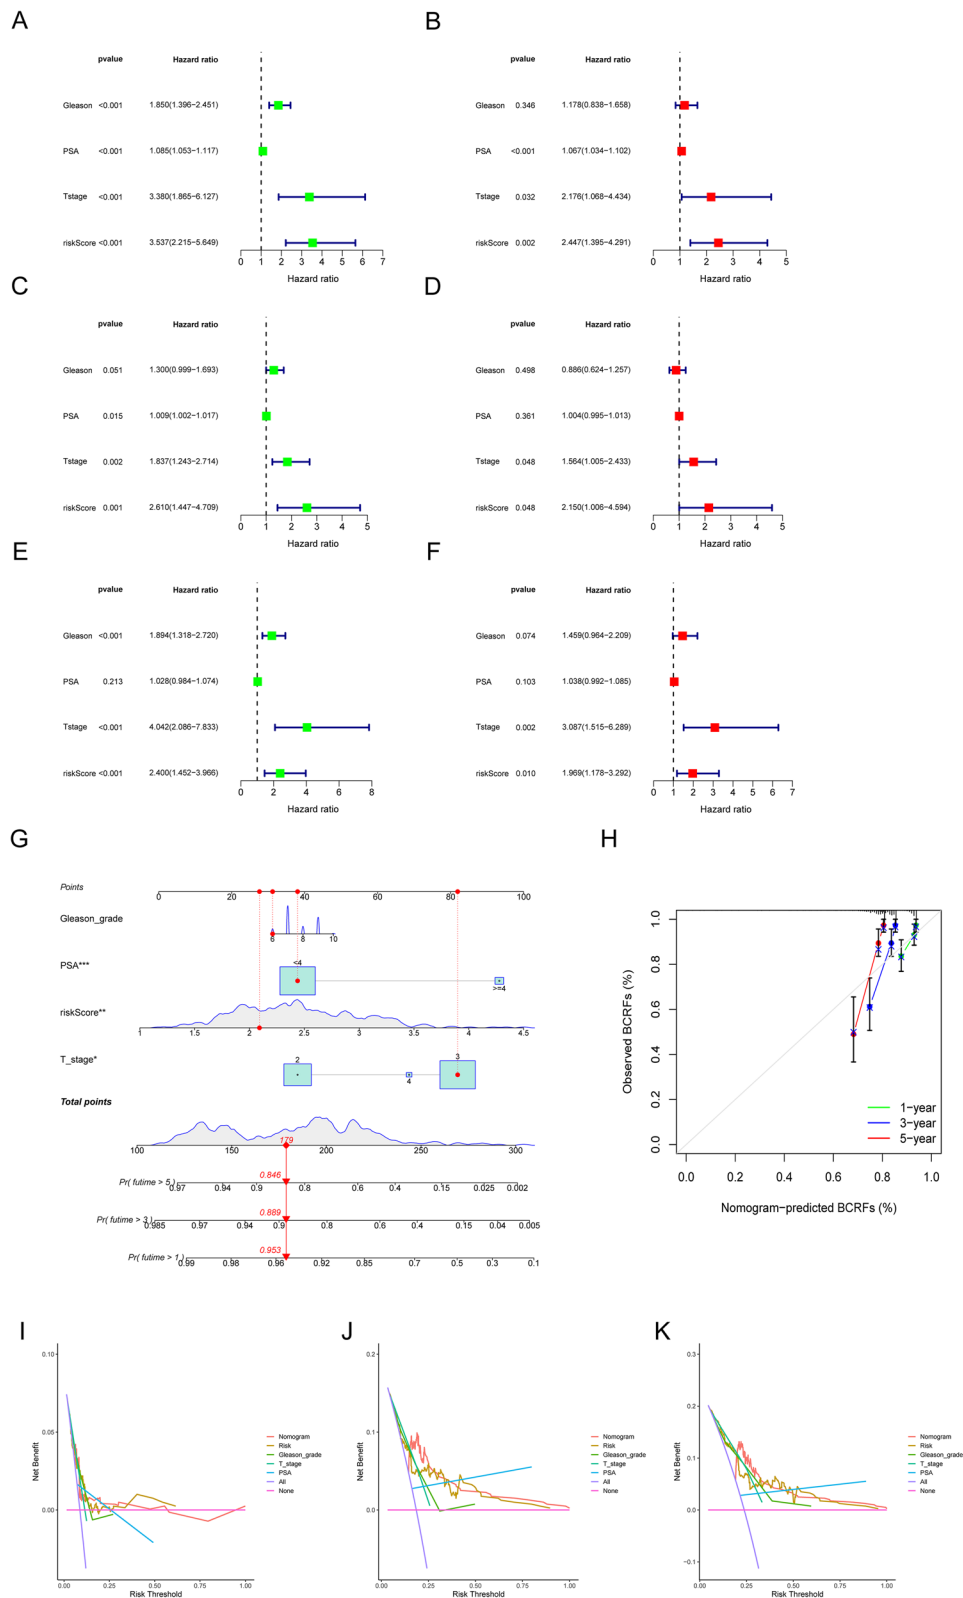 A
pvalue Hazard ratio
Gleason <0.001 1.850(1.396−2.451)
PSA <0.001 1.085(1.053−1.117)
Tstage <0.001 3.380(1.865−6.127)
riskScore <0.001 3.537(2.215−5.649)
0 1 2 3 4 5 6 7
Hazard ratio
B
pvalue Hazard ratio
Gleason 0.346 1.178(0.838−1.658)
PSA <0.001 1.067(1.034−1.102)
Tstage 0.032 2.176(1.068−4.434)
riskScore 0.002 2.447(1.395−4.291)
0 1 2 3 4 5
Hazard ratio
C
pvalue Hazard ratio
Gleason 0.051 1.300(0.999−1.693)
PSA 0.015 1.009(1.002−1.017)
Tstage 0.002 1.837(1.243−2.714)
riskScore 0.001 2.610(1.447−4.709)
0 1 2 3 4 5
Hazard ratio
D
pvalue Hazard ratio
Gleason 0.498 0.886(0.624−1.257)
PSA 0.361 1.004(0.995−1.013)
Tstage 0.048 1.564(1.005−2.433)
riskScore 0.048 2.150(1.006−4.594)
0 1 2 3 4 5
Hazard ratio
E
pvalue Hazard ratio
Gleason <0.001 1.894(1.318−2.720)
PSA 0.213 1.028(0.984−1.074)
Tstage <0.001 4.042(2.086−7.833)
riskScore <0.001 2.400(1.452−3.966)
0 2 4 6 8
Hazard ratio
F
pvalue Hazard ratio
Gleason 0.074 1.459(0.964−2.209)
PSA 0.103 1.038(0.992−1.085)
Tstage 0.002 3.087(1.515−6.289)
riskScore 0.010 1.969(1.178−3.292)
0 1 2 3 4 5 6 7
Hazard ratio
G
Points
0 20 40 60 80 100
Gleason_grade
6 8 10
PSA***
<4
>=4
riskScore**
1 1.5 2 2.5 3 3.5 4 4.5
T_stage*
2 3
4
Total points
179
100 150 200 250 300
0.846
Pr( futime > 5 )
0.97 0.94 0.9 0.8 0.6 0.4 0.15 0.025 0.002
0.889
Pr( futime > 3 )
0.985 0.97 0.94 0.9 0.8 0.6 0.4 0.15 0.04 0.005
0.953
Pr( futime > 1 )
0.99 0.98 0.96 0.92 0.85 0.7 0.5 0.3 0.1
H
Observed BCRFs (%)
1.0
0.8
0.6
0.4
0.2
0.0
1−year
3−year
5−year
0.0 0.2 0.4 0.6 0.8 1.0
Nomogram−predicted BCRFs (%)
I
Net Benefit
0.10
0.05
0.00
Nomogram
Risk
Gleason_grade
T_stage
PSA
All
None
0.00 0.25 0.50 0.75 1.00
Risk Threshold
J
Net Benefit
0.2
0.1
0.0
Nomogram
Risk
Gleason_grade
T_stage
PSA
All
None
0.00 0.25 0.50 0.75 1.00
Risk Threshold
K
Net Benefit
0.3
0.2
0.1
0.0
−0.1
Nomogram
Risk
Gleason_grade
T_stage
PSA
All
None
0.00 0.25 0.50 0.75 1.00
Risk Threshold